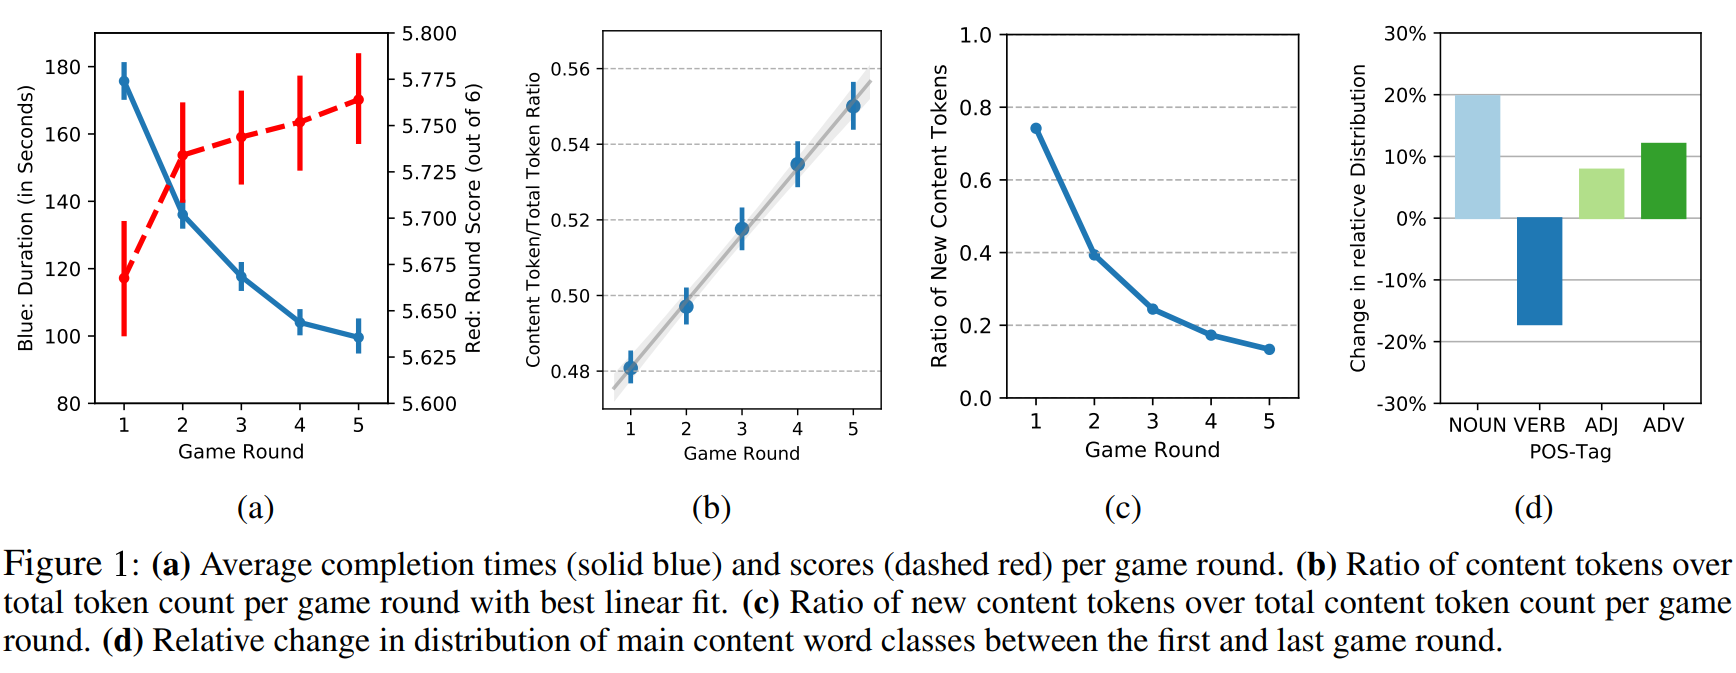 180
160
140
120
100
80
Blue: Duration (in Seconds)
5.800
5.775
5.750
5.725
5.700
5.675
5.650
5.625
5.600
Red: Round Score (out of 6)
1 2 3 4 5
Game Round
(a)
0.56
0.54
0.52
0.50
0.48
Content Token/Total Token Ratio
1 2 3 4 5
Game Round
(b)
1.0
0.8
0.6
0.4
0.2
0.0
Ratio of New Content Tokens
1 2 3 4 5
Game Round
(c)
30%
20%
10%
0%
-10%
-20%
-30%
Change in relaticve Distribution
NOUN VERB ADJ ADV
POS-Tag
(d)
Figure 1: (a) Average completion times (solid blue) and scores (dashed red) per game round. (b) Ratio of content tokens over
total token count per game round with best linear fit. (c) Ratio of new content tokens over total content token count per game
round. (d) Relative change in distribution of main content word classes between the first and last game round.